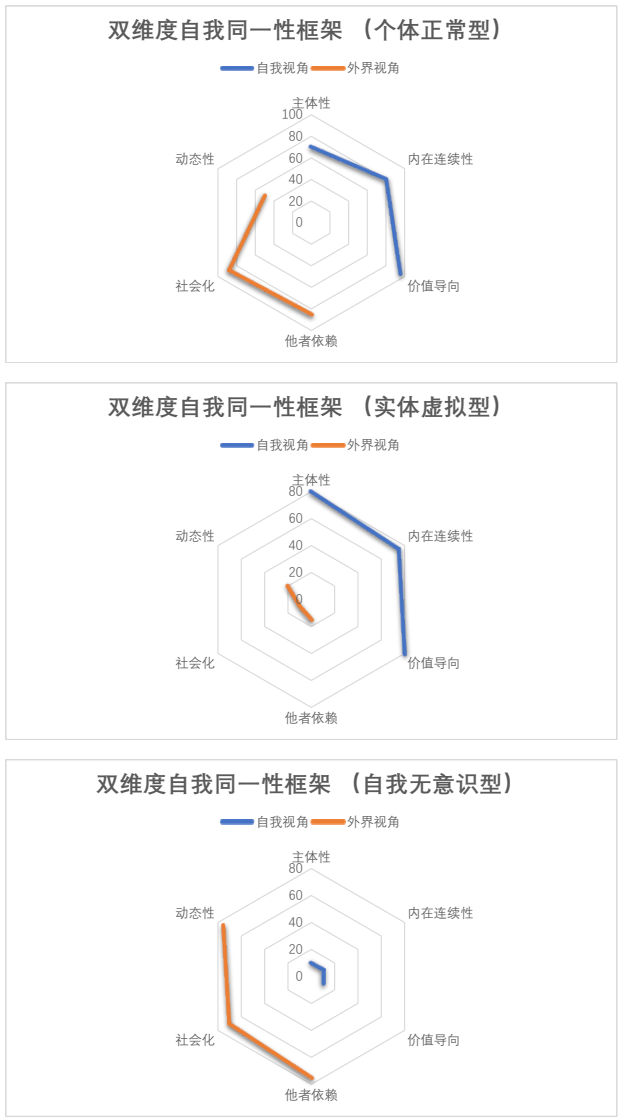 双维度自我同一性框架 （个体正常型）
自我视角 外界视角
主体性
100
动态性 80 内在连续性
60
40
20
0
社会化 价值导向
他者依赖
双维度自我同一性框架 （实体虚拟型）
自我视角 外界视角
主体性
80
动态性 60 内在连续性
40
20
0
社会化 价值导向
他者依赖
双维度自我同一性框架 （自我无意识型）
自我视角 外界视角
主体性
80
动态性 60 内在连续性
40
20
0
社会化 价值导向
他者依赖